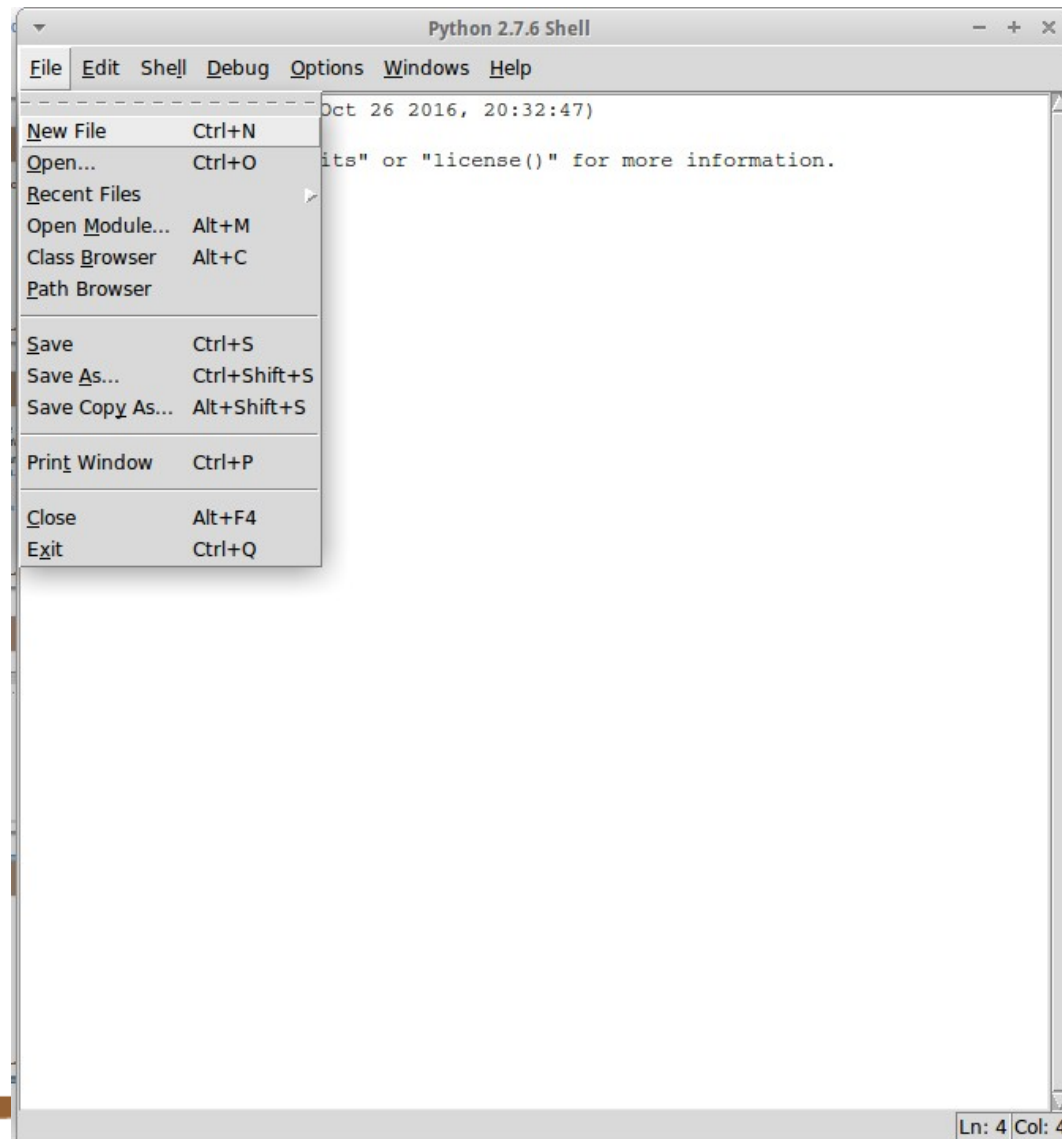 Python 2.7.6 Shell
File Edit Shell Debug Options Windows Help
Oct 26 2016, 20:32:47)
New File Ctrl+N
its" or "license()" for more information.
Open... Ctrl+O
Recent Files
Open Module... Alt+M
Class Browser Alt+C
Path Browser
Save Ctrl+S
Save As... Ctrl+Shift+S
Save Copy As... Alt+Shift+S
Print Window Ctrl+P
Close Alt+F4
Exit Ctrl+Q
Ln: 4 Col: 4